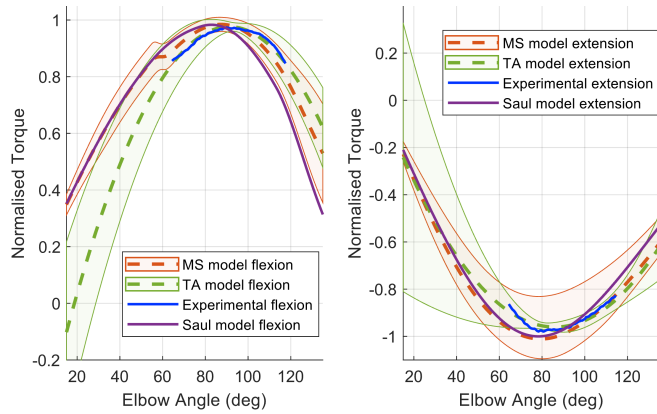 1
0.8
0.6
0.4
0.2
0
-0.2
Normalised Torque
MS model flexion
TA model flexion
Experimental flexion
Saul model flexion
20 40 60 80 100 120
Elbow Angle (deg)
0.4
0.2
0
-0.2
-0.4
-0.6
-0.8
-1
Normalised Torque
MS model extension
TA model extension
Experimental extension
Saul model extension
20 40 60 80 100 120
Elbow Angle (deg)